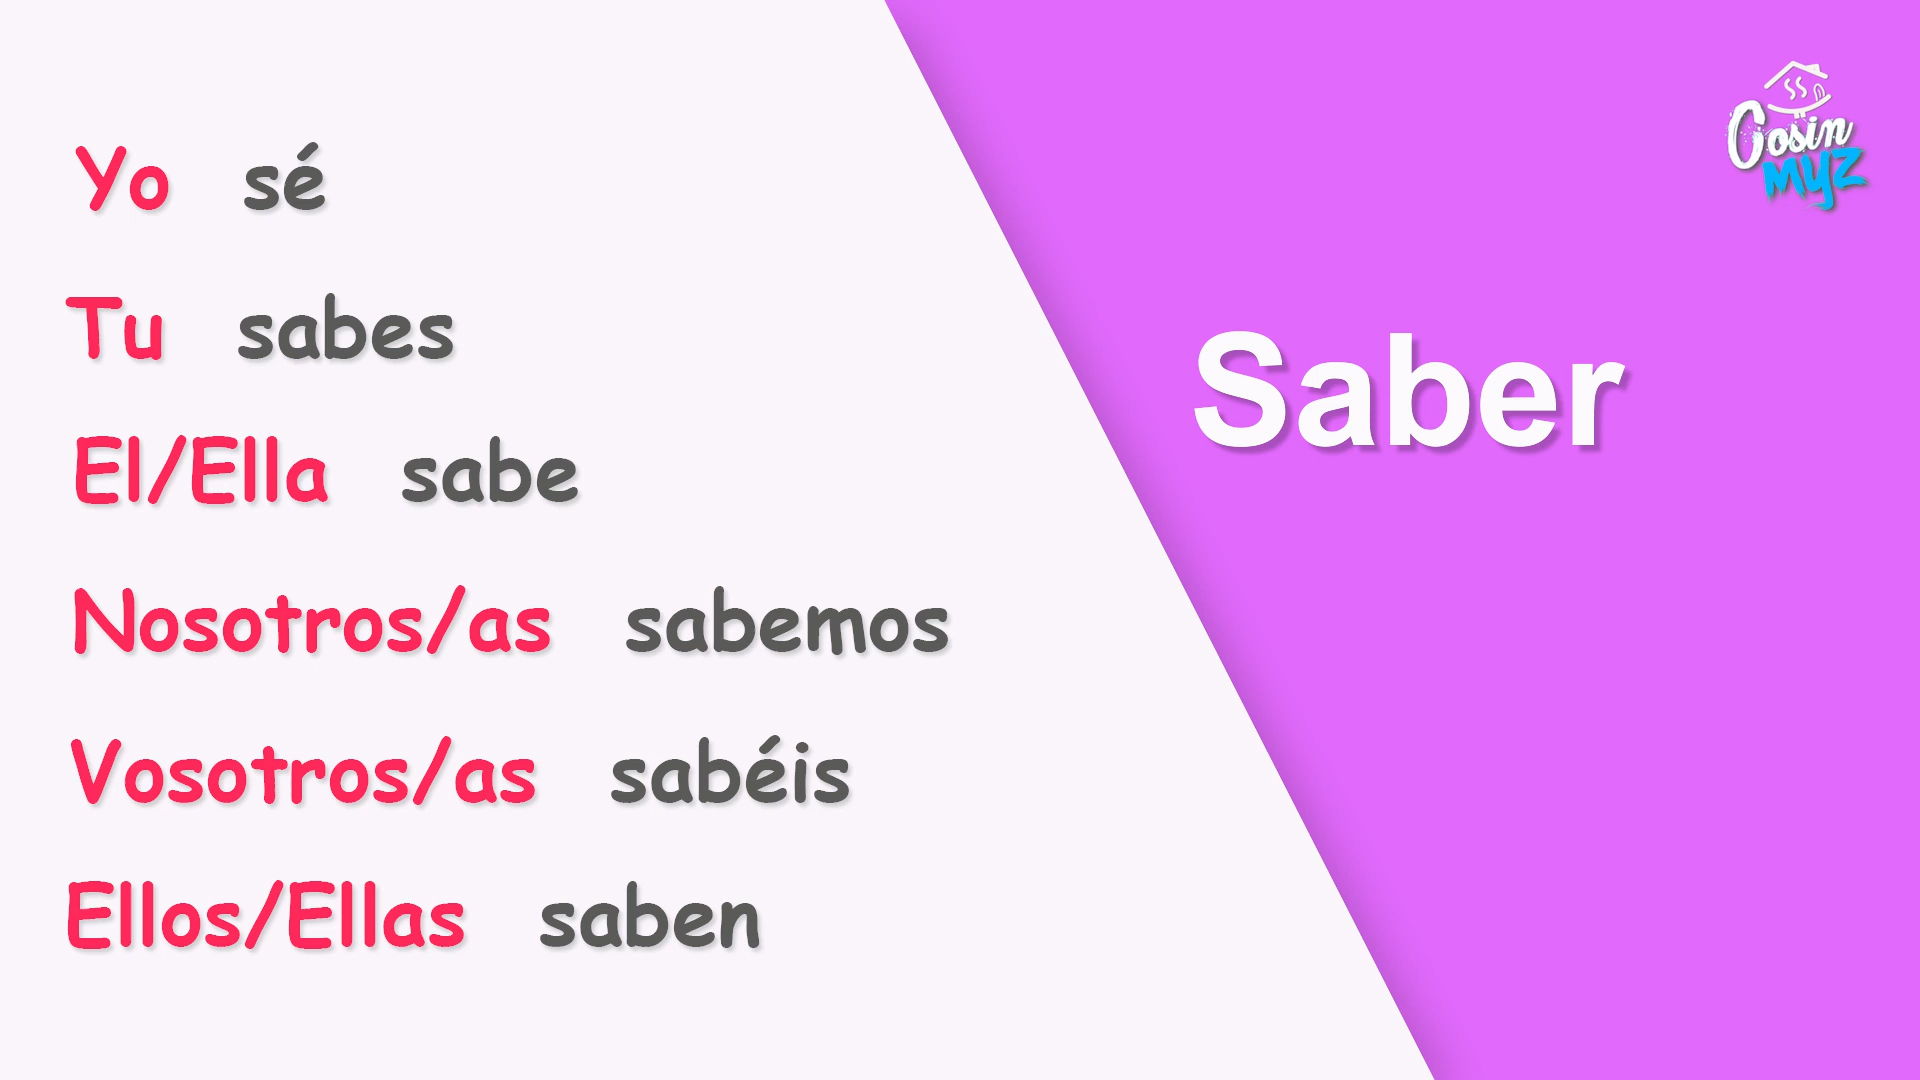 Yo sé
Tu sabes
El/Ella sabe
Nosotros/as sabemos
Vosotros/as sabéis
Ellos/Ellas saben
Saber
Cosin
MYZ